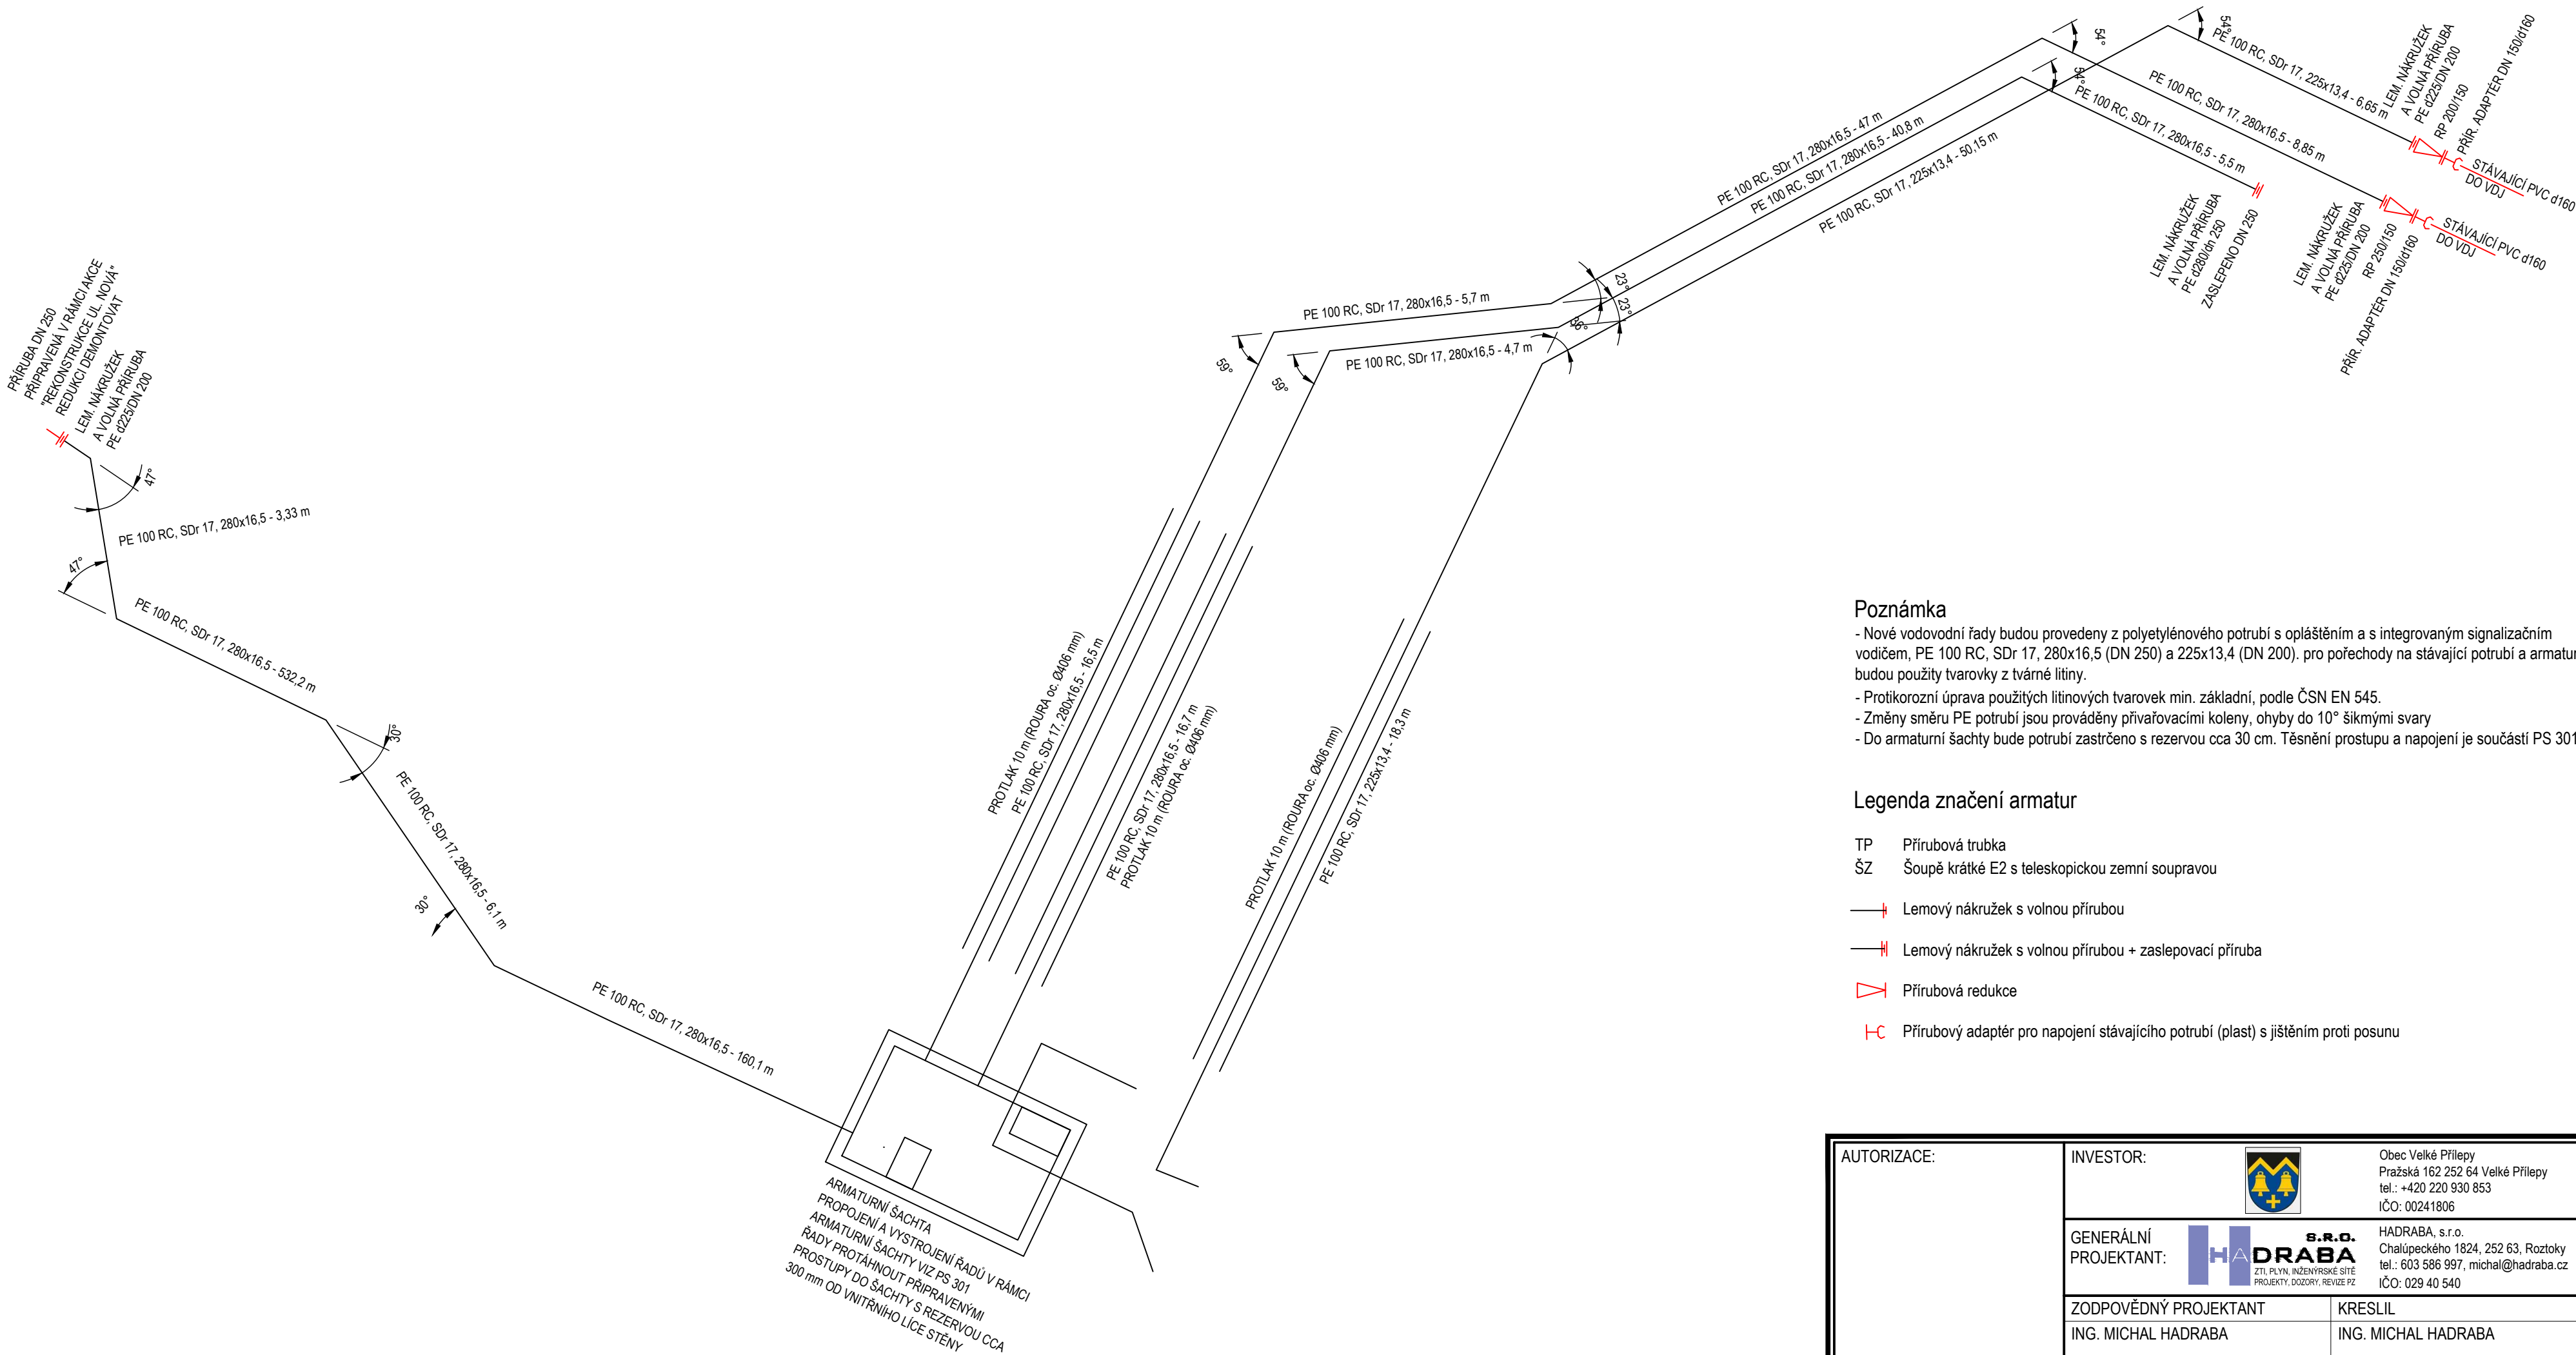 PŘÍRUBA DN 250
PŘIPRAVENÁ V RÁMCI AKCE
"REKONSTRUKCE UL. NOVÁ"
REDUKCI DEMONTOVAT
LEM. NÁKRUŽEK
A VOLNÁ PŘÍRUBA
PE d225/DN 200
47°
PE 100 RC, SDr 17, 280x16,5 - 3,33 m
47°
PE 100 RC, SDr 17, 280x16,5 - 532,2 m
30°
PE 100 RC, SDr 17, 280x16,5 - 6,1 m
30°
PE 100 RC, SDr 17, 280x16,5 - 160,1 m
ARMATURNÍ ŠACHTA
PROPOJENÍ A VYSTROJENÍ ŘADŮ V RÁMCI
ARMATURNÍ ŠACHTY VIZ PS 301
ŘADY PROTÁHNOUT PŘIPRAVENÝMI
PROSTUPY DO ŠACHTY S REZERVOU CCA
300 mm OD VNITŘNÍHO LÍCE STĚNY
PROTLAK 10 m (ROURA oc. Ø406 mm)
PE 100 RC, SDr 17, 280x16,5 - 16,5 m
PE 100 RC, SDr 17, 280x16,5 - 16,7 m
PROTLAK 10 m (ROURA oc. Ø406 mm)
PROTLAK 10 m (ROURA oc. Ø406 mm)
PE 100 RC, SDr 17, 225x13,4 - 18,3 m
59°
59°
PE 100 RC, SDr 17, 280x16,5 - 5,7 m
PE 100 RC, SDr 17, 280x16,5 - 4,7 m
23°
23°
38°
PE 100 RC, SDr 17, 280x16,5 - 47 m
PE 100 RC, SDr 17, 280x16,5 - 40,8 m
PE 100 RC, SDr 17, 225x13,4 - 50,15 m
54°
54°
54°
PE 100 RC, SDr 17, 225x13,4 - 6,65 m
PE 100 RC, SDr 17, 280x16,5 - 8,85 m
PE 100 RC, SDr 17, 280x16,5 - 5,5 m
LEM. NÁKRUŽEK
A VOLNÁ PŘÍRUBA
PE d225/DN 200
RP 200/150
PŘÍR. ADAPTÉR DN 150/d160
STÁVAJÍCÍ PVC d160
DO VDJ
LEM. NÁKRUŽEK
A VOLNÁ PŘÍRUBA
PE d280/dn 250
ZASLEPENO DN 250
LEM. NÁKRUŽEK
A VOLNÁ PŘÍRUBA
PE d225/DN 200
RP 250/150
PŘÍR. ADAPTÉR DN 150/d160
STÁVAJÍCÍ PVC d160
DO VDJ
Poznámka
- Nové vodovodní řady budou provedeny z polyetylénového potrubí s opláštěním a s integrovaným signalizačním
vodičem, PE 100 RC, SDr 17, 280x16,5 (DN 250) a 225x13,4 (DN 200). pro pořechody na stávající potrubí a armatur
budou použity tvarovky z tvárné litiny.
- Protikorozní úprava použitých litinových tvarovek min. základní, podle ČSN EN 545.
- Změny směru PE potrubí jsou prováděny přivařovacími koleny, ohyby do 10° šikmými svary
- Do armaturní šachty bude potrubí zastrčeno s rezervou cca 30 cm. Těsnění prostupu a napojení je součástí PS 301
Legenda značení armatur
TP Přírubová trubka
ŠZ Šoupě krátké E2 s teleskopickou zemní soupravou
Lemový nákružek s volnou přírubou
Lemový nákružek s volnou přírubou + zaslepovací příruba
Přírubová redukce
Přírubový adaptér pro napojení stávajícího potrubí (plast) s jištěním proti posunu
AUTORIZACE:
INVESTOR:
Obec Velké Přílepy
Pražská 162 252 64 Velké Přílepy
tel.: +420 220 930 853
IČO: 00241806
GENERÁLNÍ
PROJEKTANT:
S.R.O.
HADRABA
ZTI, PLYN, INŽENÝRSKÉ SÍTĚ
PROJEKTY, DOZORY, REVIZE PZ
HADRABA, s.r.o.
Chalúpeckého 1824, 252 63, Roztoky
tel.: 603 586 997, michal@hadraba.cz
IČO: 029 40 540
ZODPOVĚDNÝ PROJEKTANT
KRESLIL
ING. MICHAL HADRABA
ING. MICHAL HADRABA